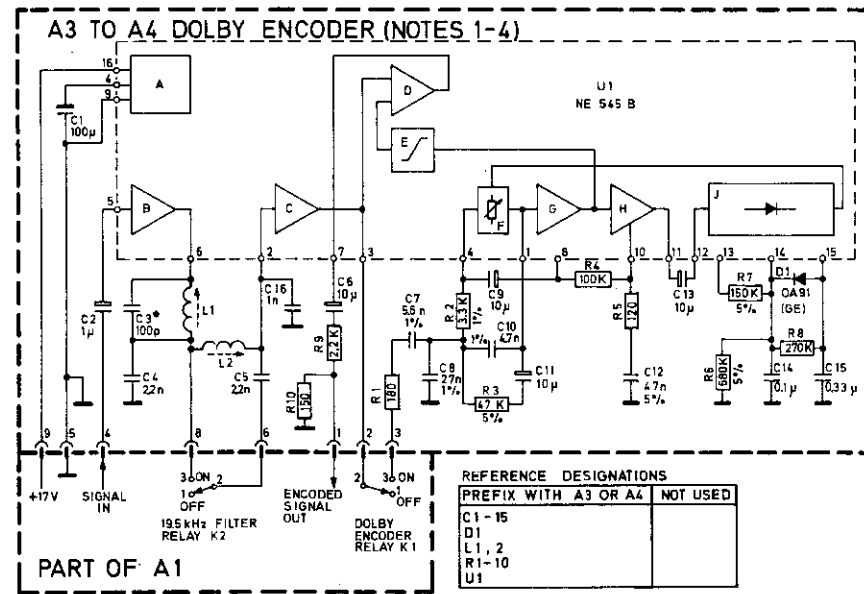 A3 TO A4 DOLBY ENCODER (NOTES 1-4)
16
4
9
A
C1
100µ
U1
NE 545 B
D
E
5
B
C
F
G
H
J
6
2
7
3
4
1
8
10
11
12
13
14
15
C2
1µ
C3*
100p
L1
C16
1n
C6
10µ
R9
2,2K
C4
2,2n
L2
C5
2,2n
R10
150
R1
180
C7
5,6n
1%
C8
27n
1%
R2
3,3K
1%
C9
10µ
C10
1% 4,7n
R3
47K
5%
C11
10µ
R4
100K
R5
120
C12
47n
5%
C13
10µ
R7
150K
5%
D1
OA91
(GE)
R8
270K
R6
680K
5%
C14
0,1µ
C15
0,33µ
9
5
4
8
6
1
2
3
+17V
SIGNAL
IN
3 ON
2
1
OFF
19.5 kHz FILTER
RELAY K2
ENCODED
SIGNAL
OUT
3 ON
2
1
OFF
DOLBY
ENCODER
RELAY K1
PART OF A1
REFERENCE DESIGNATIONS
PREFIX WITH A3 OR A4 NOT USED
C1-15
D1
L1,2
R1-10
U1